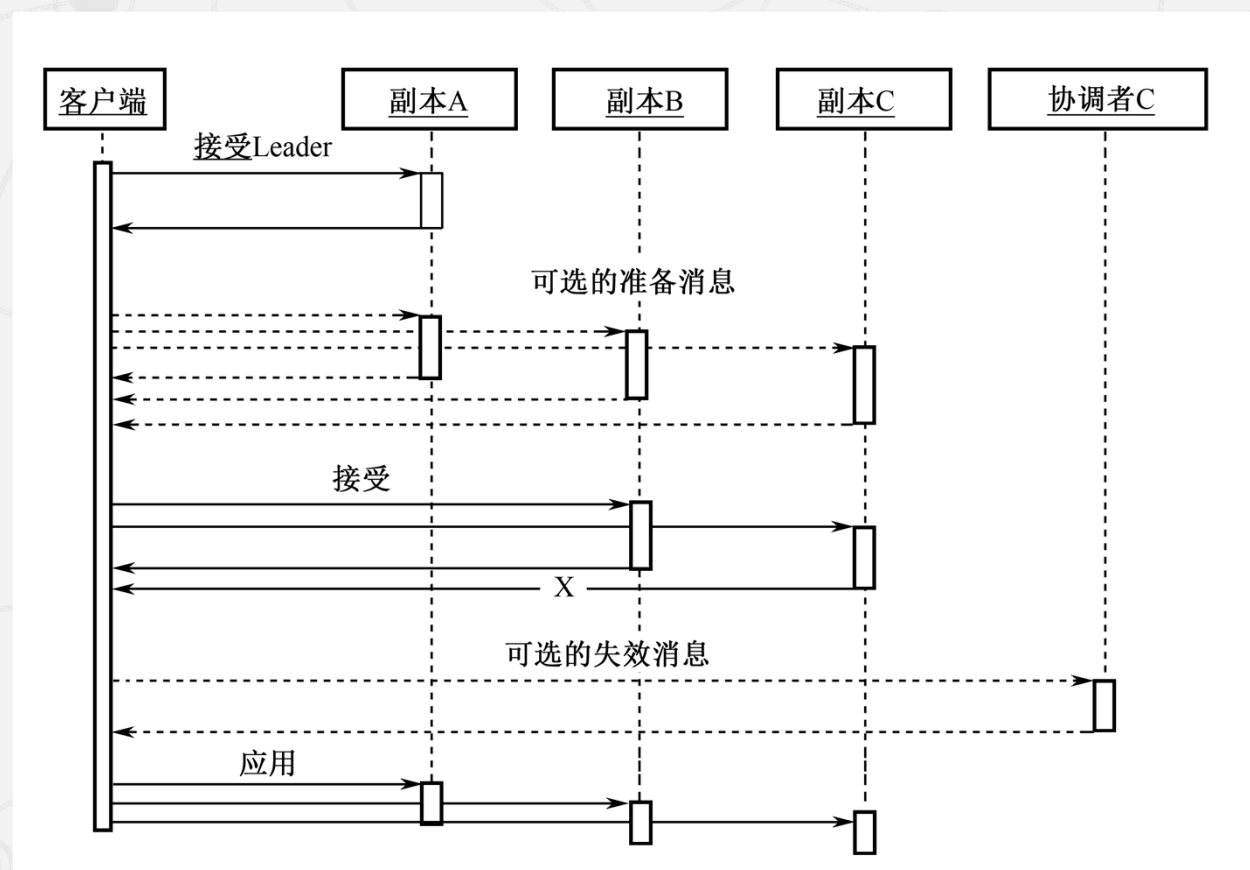 客户端
副本A
副本B
副本C
协调者C
接受Leader
可选的准备消息
接受
X
可选的失效消息
应用